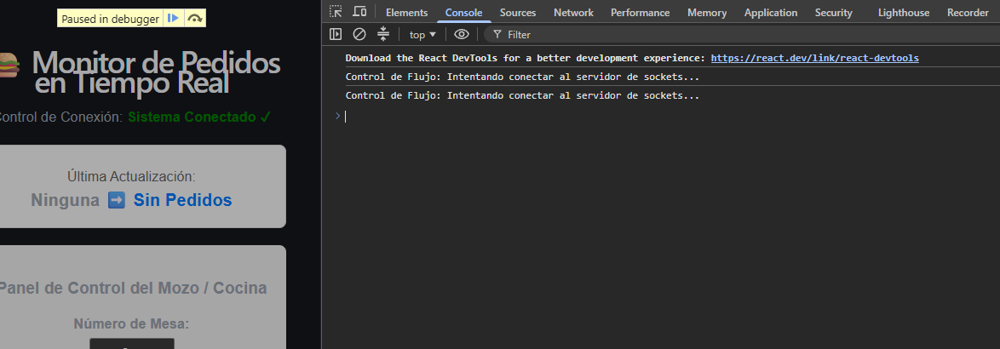 Paused in debugger
Monitor de Pedidos
en Tiempo Real
ontrol de Conexión: Sistema Conectado ✓
Última Actualización:
Ninguna ➡️ Sin Pedidos
Panel de Control del Mozo / Cocina
Número de Mesa:
Elements Console Sources Network Performance Memory Application Security Lighthouse Recorder
top ▼ Filter
Download the React DevTools for a better development experience: https://react.dev/link/react-devtools
Control de Flujo: Intentando conectar al servidor de sockets...
Control de Flujo: Intentando conectar al servidor de sockets...
>